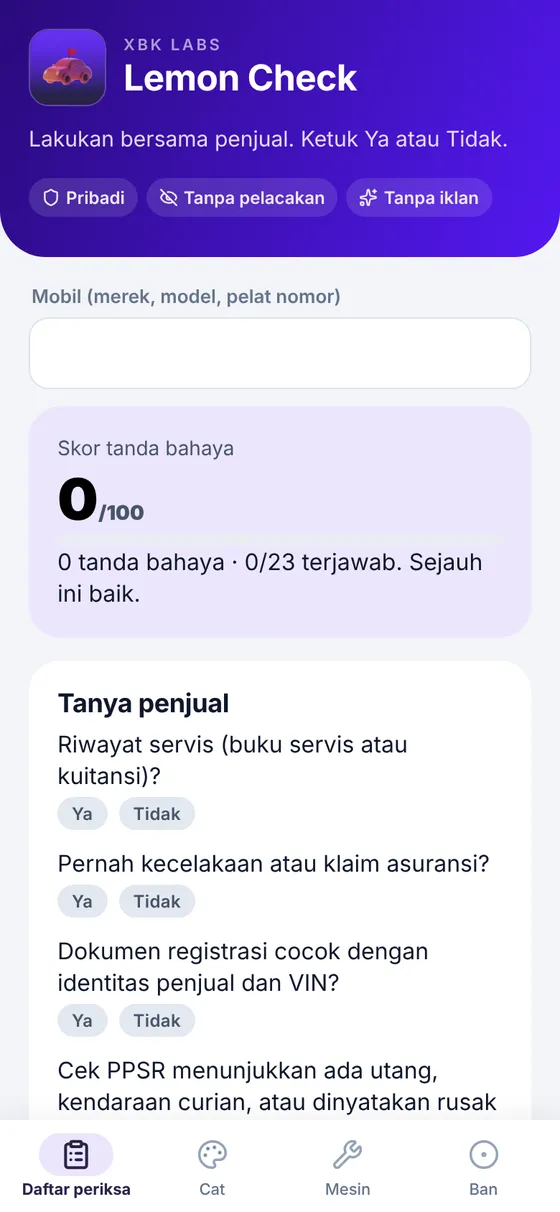 XBK LABS
Lemon Check
Lakukan bersama penjual. Ketuk Ya atau Tidak.
Pribadi
Tanpa pelacakan
Tanpa iklan
Mobil (merek, model, pelat nomor)
Skor tanda bahaya
0/100
0 tanda bahaya · 0/23 terjawab. Sejauh
ini baik.
Tanya penjual
Riwayat servis (buku servis atau
kuitansi)?
Ya
Tidak
Pernah kecelakaan atau klaim asuransi?
Ya
Tidak
Dokumen registrasi cocok dengan
identitas penjual dan VIN?
Ya
Tidak
Cek PPSR menunjukkan ada utang,
kendaraan curian, atau dinyatakan rusak
Daftar periksa
Cat
Mesin
Ban